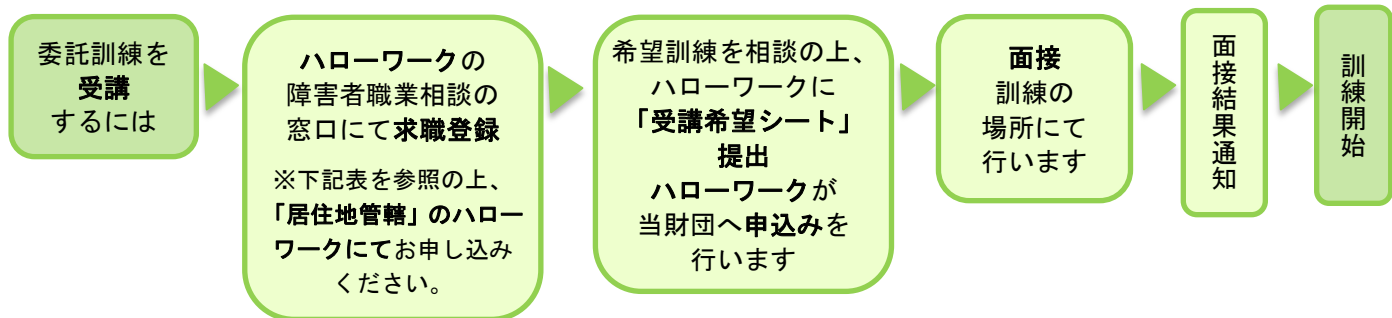 委託訓練を
受講
するには
ハローワークの
障害者職業相談の
窓口にて求職登録
※下記表を参照の上、
「居住地管轄」のハロー
ワークにてお申し込み
ください。
希望訓練を相談の上、
ハローワークに
「受講希望シート」
提出
ハローワークが
当財団へ申込みを
行います
面接
訓練の
場所にて
行います
面接結果通知
訓練開始